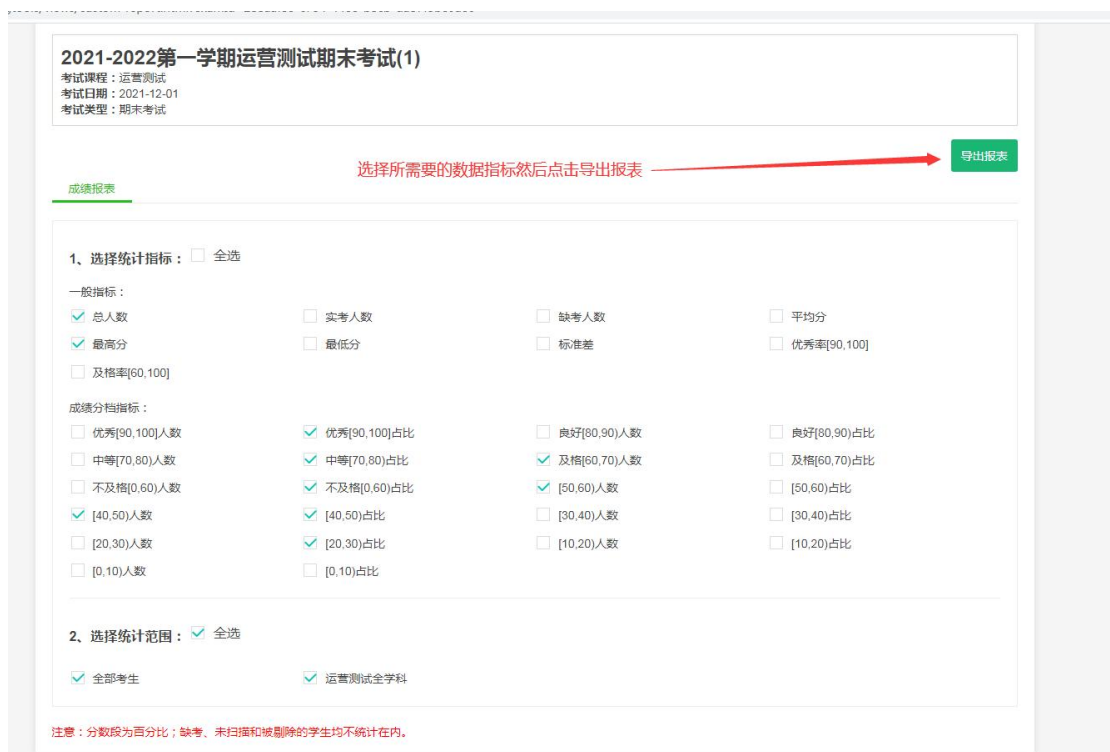 2021-2022第一学期运营测试期末考试(1)
考试课程：运营测试
考试日期：2021-12-01
考试类型：期末考试
导出报表
选择所需要的数据指标然后点击导出报表
成绩报表
1、选择统计指标： 全选
一般指标：
总人数 实考人数 缺考人数 平均分
最高分 最低分 标准差 优秀率[90,100]
及格率[60,100]
成绩分档指标：
优秀[90,100]人数 优秀[90,100]占比 良好[80,90)人数 良好[80,90)占比
中等[70,80)人数 中等[70,80)占比 及格[60,70)人数 及格[60,70)占比
不及格[0,60)人数 不及格[0,60)占比 [50,60)人数 [50,60)占比
[40,50)人数 [40,50)占比 [30,40)人数 [30,40)占比
[20,30)人数 [20,30)占比 [10,20)人数 [10,20)占比
[0,10)人数 [0,10)占比
2、选择统计范围： 全选
全部考生 运营测试全学科
注意：分数段为百分比；缺考、未扫描和被剔除的学生均不统计在内。